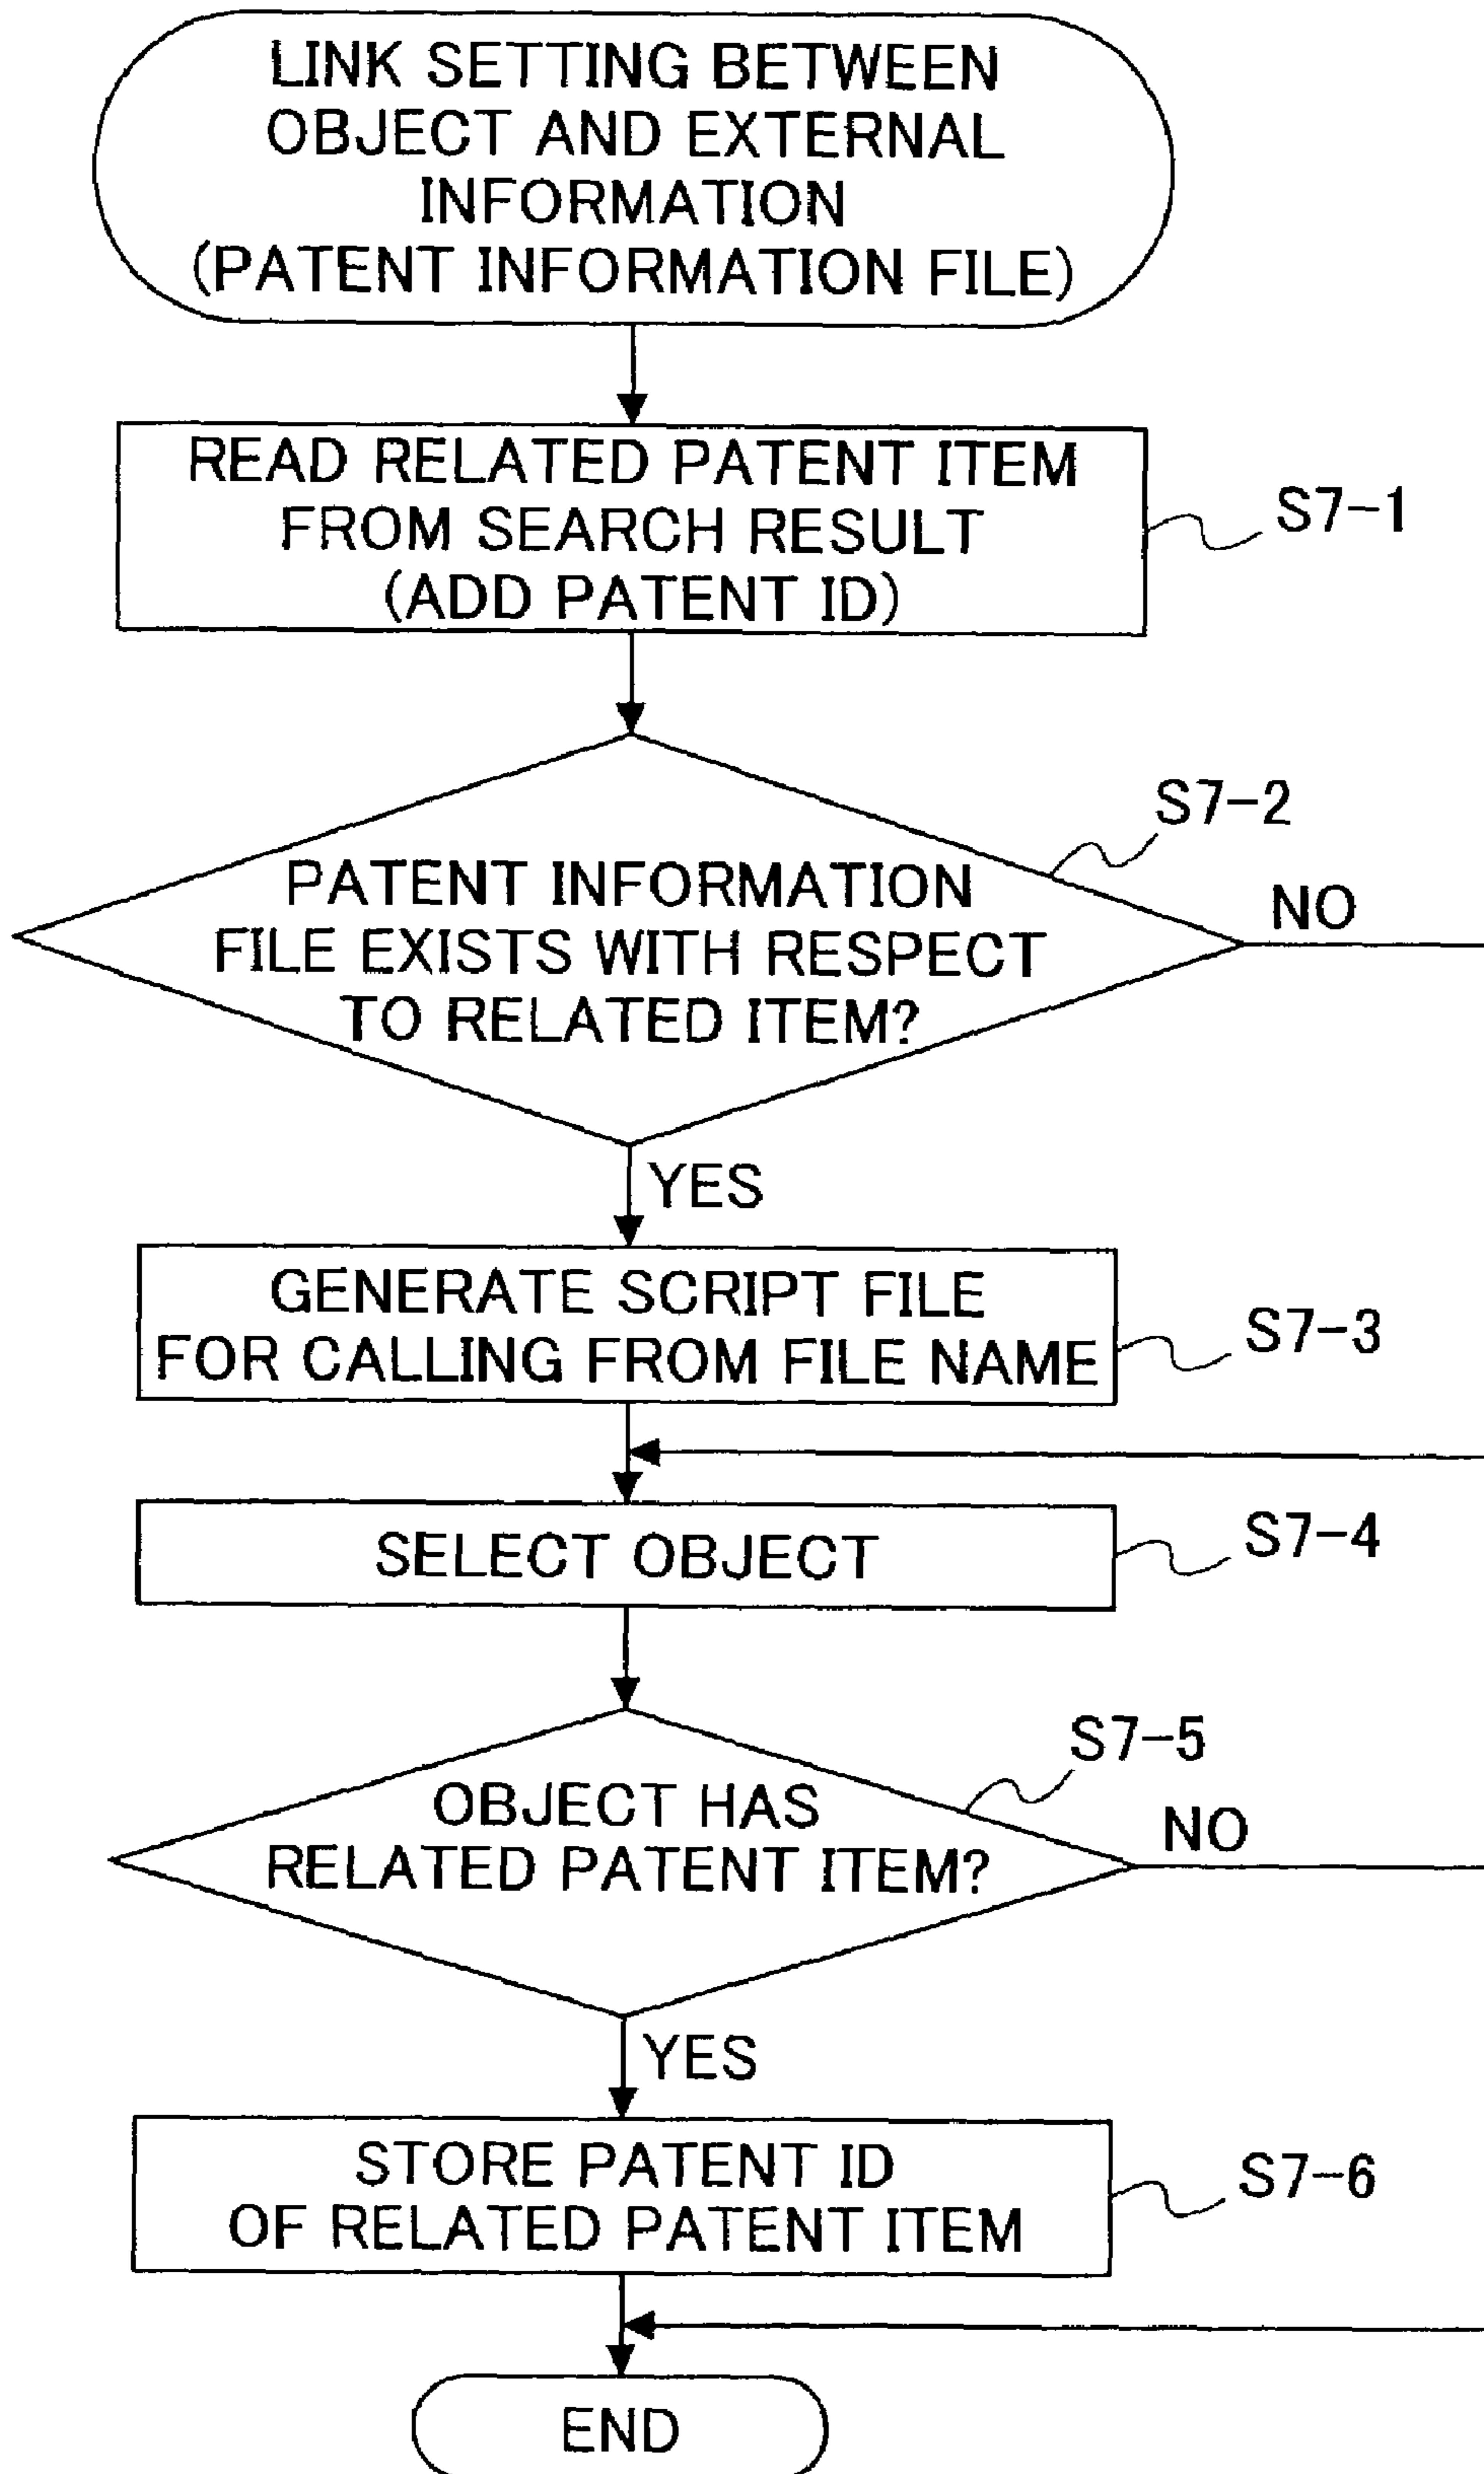 LINK SETTING BETWEEN
OBJECT AND EXTERNAL
INFORMATION
(PATENT INFORMATION FILE)
READ RELATED PATENT ITEM
FROM SEARCH RESULT
(ADD PATENT ID)
S7-1
S7-2
PATENT INFORMATION
FILE EXISTS WITH RESPECT
TO RELATED ITEM?
NO
YES
GENERATE SCRIPT FILE
FOR CALLING FROM FILE NAME
S7-3
SELECT OBJECT
S7-4
S7-5
OBJECT HAS
RELATED PATENT ITEM?
NO
YES
STORE PATENT ID
OF RELATED PATENT ITEM
S7-6
END